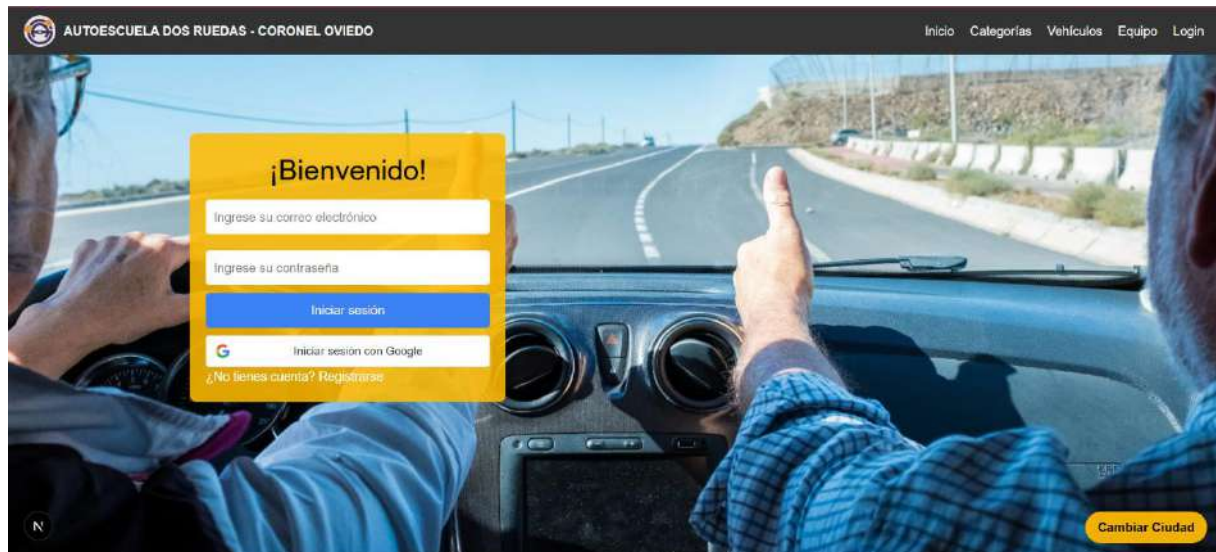 AUTOESCUELA DOS RUEDAS - CORONEL OVIEDO
Inicio Categorías Vehículos Equipo Login
¡Bienvenido!
Ingrese su correo electrónico
Ingrese su contraseña
Iniciar sesión
G Iniciar sesión con Google
¿No tienes cuenta? Registrarse
N
Cambiar Ciudad